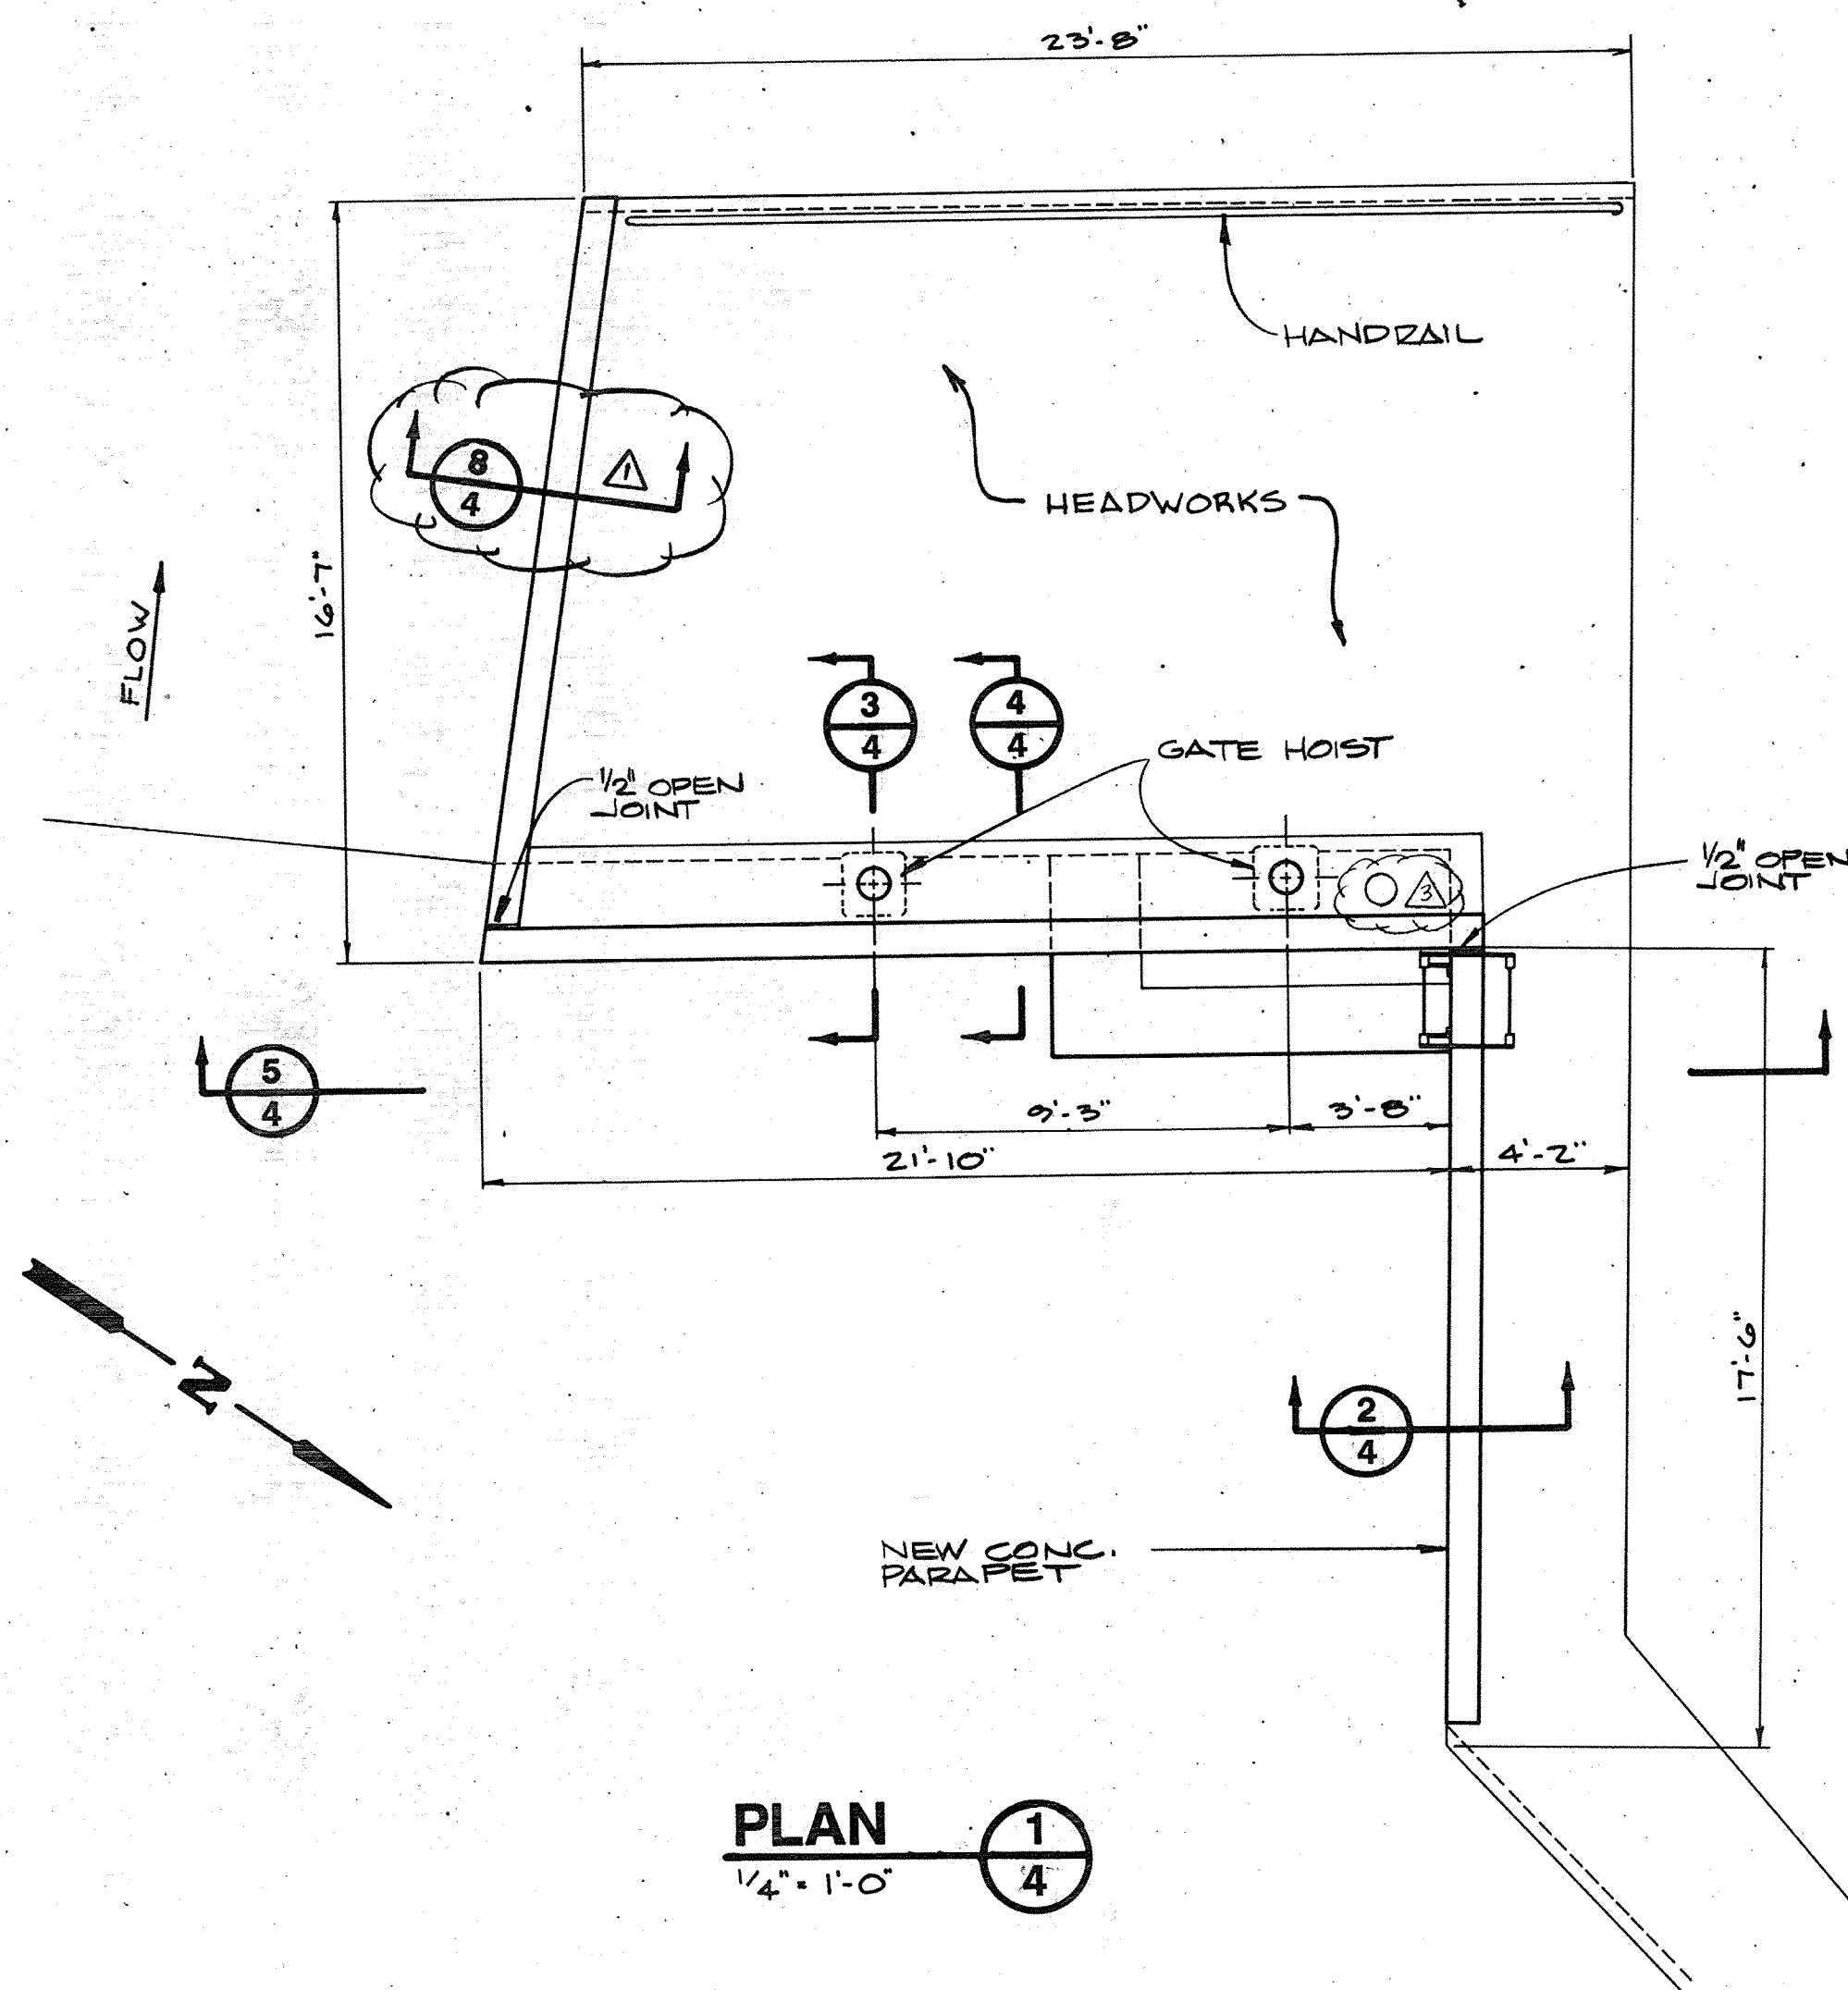 23'-8"
HANDRAIL
8
4
1
HEADWORKS
16'-7"
FLOW
3
4
4
4
GATE HOIST
1/2" OPEN
JOINT
1/2" OPEN
JOINT
3
5
4
9'-3"
3'-8"
21'-10"
4'-2"
N
17'-6"
2
4
NEW CONC.
PARAPET
PLAN
1/4" = 1'-0"
1
4